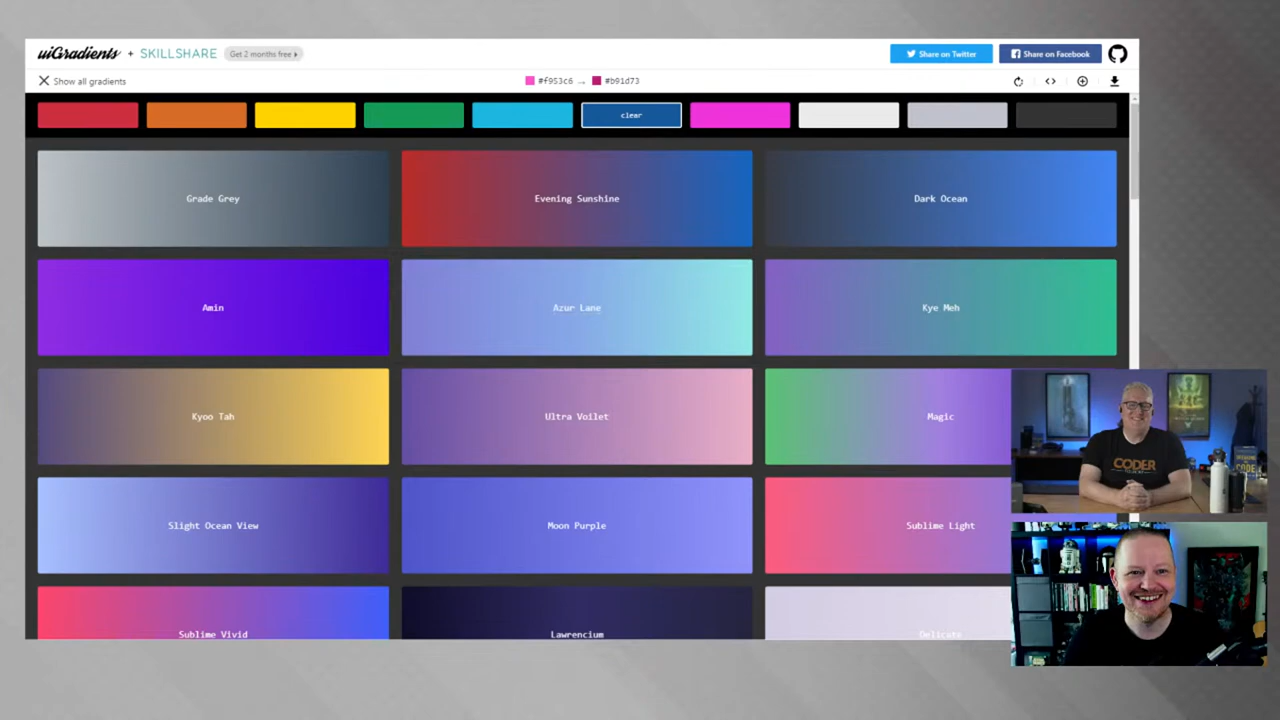 uiGradients + SKILLSHARE Get 2 months free
Share on Twitter
Share on Facebook
Show all gradients
#f953c6 → #b91d73
clear
Grade Grey
Evening Sunshine
Dark Ocean
Amin
Azur Lane
Kye Meh
Kyoo Tah
Ultra Voilet
Magic
Slight Ocean View
Moon Purple
Sublime Light
Sublime Vivid
Lawrencium
Delicate
CODER
CODE